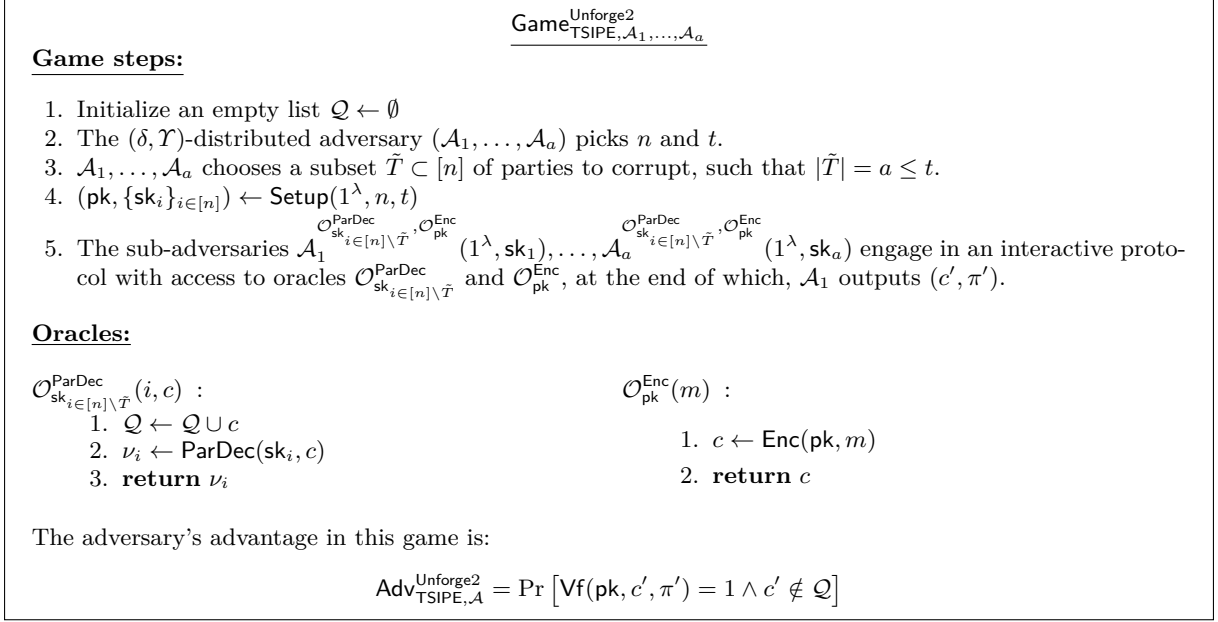 Game^{Unforge2}_{TSIPE,𝒜_1,…,𝒜_a}
Game steps:
1. Initialize an empty list 𝒬 ← ∅
2. The (δ, Υ)-distributed adversary (𝒜_1, …, 𝒜_a) picks n and t.
3. 𝒜_1, …, 𝒜_a chooses a subset T̃ ⊂ [n] of parties to corrupt, such that |T̃| = a ≤ t.
4. (pk, {sk_i}_{i∈[n]}) ← Setup(1^λ, n, t)
5. The sub-adversaries 𝒜_1^{𝒪^{ParDec}_{sk_{i∈[n]\T̃}}, 𝒪^{Enc}_{pk}}(1^λ, sk_1), …, 𝒜_a^{𝒪^{ParDec}_{sk_{i∈[n]\T̃}}, 𝒪^{Enc}_{pk}}(1^λ, sk_a) engage in an interactive proto-
col with access to oracles 𝒪^{ParDec}_{sk_{i∈[n]\T̃}} and 𝒪^{Enc}_{pk}, at the end of which, 𝒜_1 outputs (c′, π′).
Oracles:
𝒪^{ParDec}_{sk_{i∈[n]\T̃}}(i, c) :
1. 𝒬 ← 𝒬 ∪ c
2. ν_i ← ParDec(sk_i, c)
3. return ν_i
𝒪^{Enc}_{pk}(m) :
1. c ← Enc(pk, m)
2. return c
The adversary's advantage in this game is:
Adv^{Unforge2}_{TSIPE,𝒜} = Pr [Vf(pk, c′, π′) = 1 ∧ c′ ∉ 𝒬]